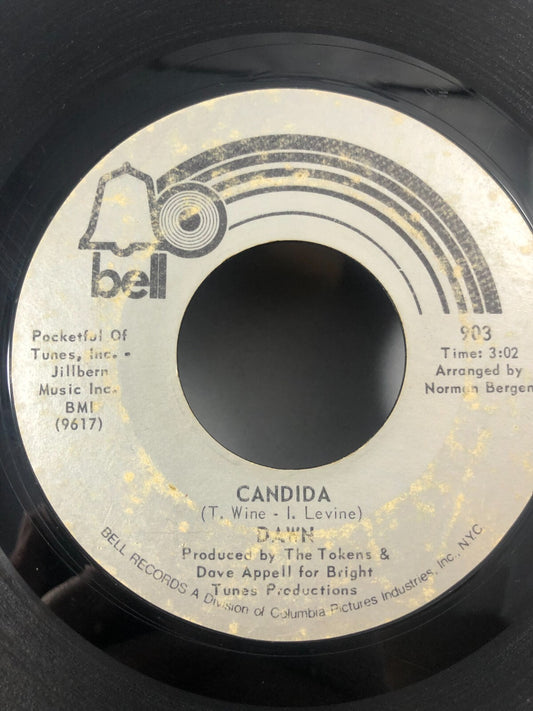 bell
Pocketful Of
Tunes, Inc. -
Jillbern
Music Inc.
BMI
(9617)
903
Time: 3:02
Arranged by
Norman Bergen
CANDIDA
(T. Wine - I. Levine)
DAWN
Produced by The Tokens &
Dave Appell for Bright
Tunes Productions
BELL RECORDS A Division of Columbia Pictures Industries, Inc., N.Y.C.